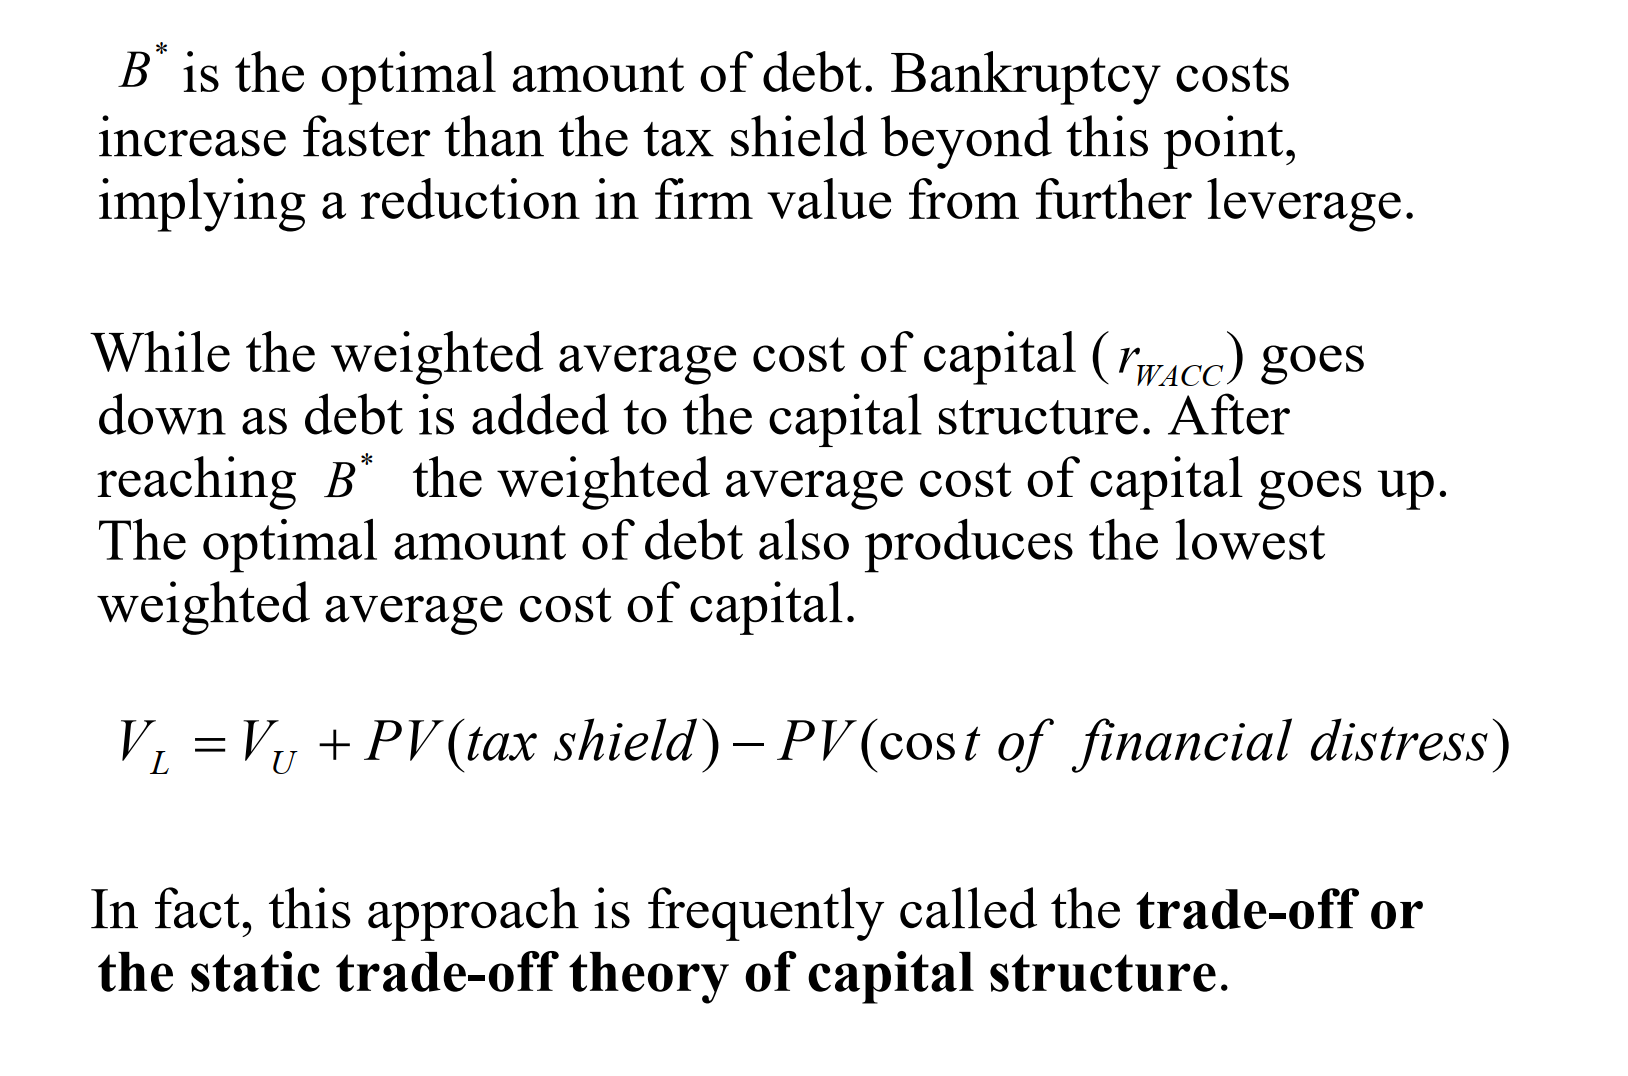 B* is the optimal amount of debt. Bankruptcy costs
increase faster than the tax shield beyond this point,
implying a reduction in firm value from further leverage.
While the weighted average cost of capital (r_WACC) goes
down as debt is added to the capital structure. After
reaching B* the weighted average cost of capital goes up.
The optimal amount of debt also produces the lowest
weighted average cost of capital.
V_L = V_U + PV(tax shield) – PV(cost of financial distress)
In fact, this approach is frequently called the trade-off or
the static trade-off theory of capital structure.